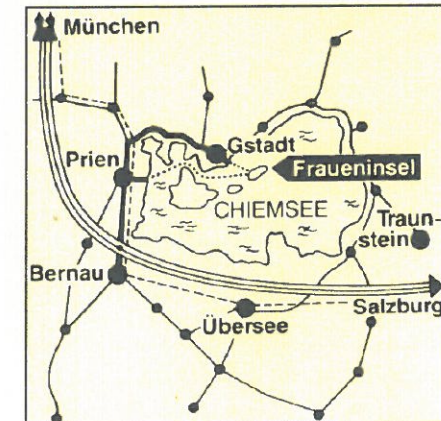 München
Gstadt
Prien
Fraueninsel
CHIEMSEE
Traun-
stein
Bernau
Salzburg
Übersee